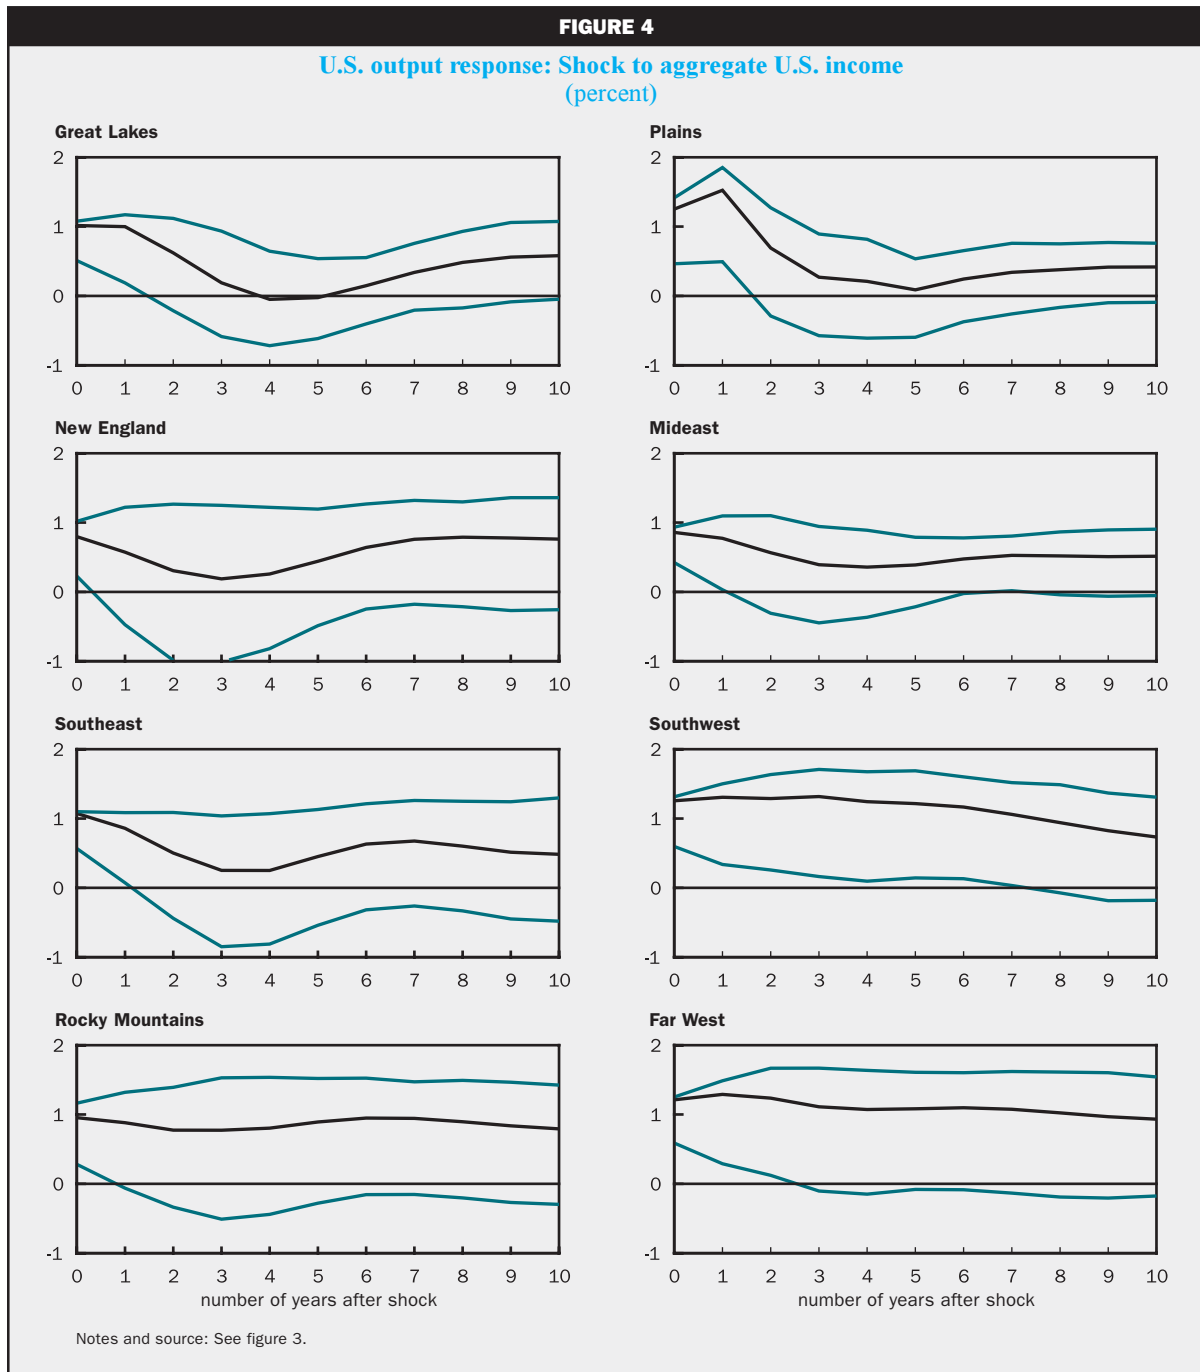 FIGURE 4
U.S. output response: Shock to aggregate U.S. income
(percent)
Great Lakes
2
1
0
-1
0 1 2 3 4 5 6 7 8 9 10
Plains
2
1
0
-1
0 1 2 3 4 5 6 7 8 9 10
New England
2
1
0
-1
0 1 2 3 4 5 6 7 8 9 10
Mideast
2
1
0
-1
0 1 2 3 4 5 6 7 8 9 10
Southeast
2
1
0
-1
0 1 2 3 4 5 6 7 8 9 10
Southwest
2
1
0
-1
0 1 2 3 4 5 6 7 8 9 10
Rocky Mountains
2
1
0
-1
0 1 2 3 4 5 6 7 8 9 10
number of years after shock
Far West
2
1
0
-1
0 1 2 3 4 5 6 7 8 9 10
number of years after shock
Notes and source: See figure 3.